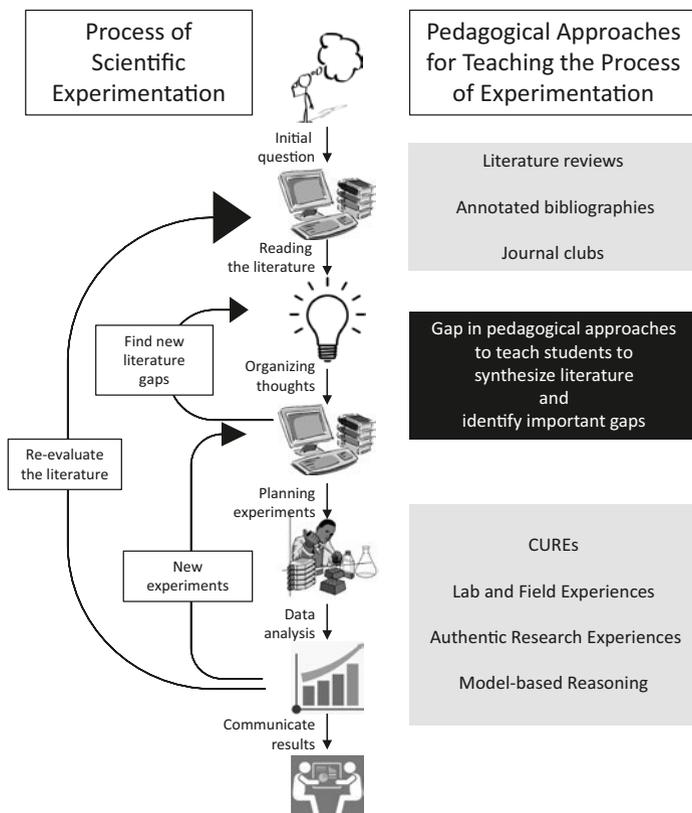 Process of
Scientific
Experimentation
Pedagogical Approaches
for Teaching the Process
of Experimentation
Initial
question
Literature reviews
Annotated bibliographies
Journal clubs
Reading
the literature
Find new
literature
gaps
Organizing
thoughts
Gap in pedagogical approaches
to teach students to
synthesize literature
and
identify important gaps
Re-evaluate
the literature
Planning
experiments
New
experiments
CUREs
Lab and Field Experiences
Authentic Research Experiences
Model-based Reasoning
Data
analysis
Communicate
results